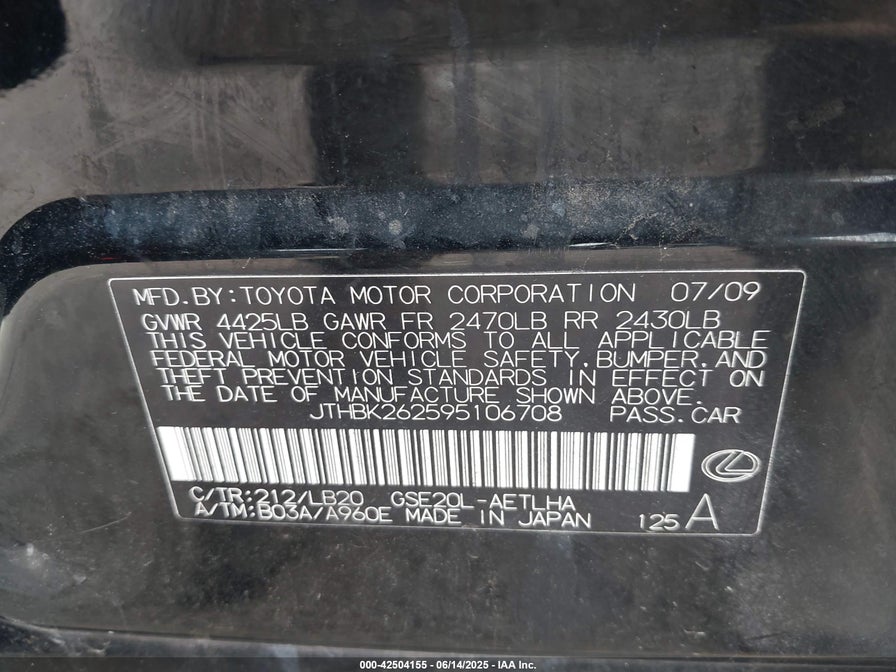 MFD.BY:TOYOTA MOTOR CORPORATION 07/09
GVWR 4425LB GAWR FR 2470LB RR 2430LB
THIS VEHICLE CONFORMS TO ALL APPLICABLE
FEDERAL MOTOR VEHICLE SAFETY,BUMPER,AND
THEFT PREVENTION STANDARDS IN EFFECT ON
THE DATE OF MANUFACTURE SHOWN ABOVE.
JTHBK262595106708 PASS.CAR
C/TR:212/LB20 GSE20L-AETLHA
A/TM:B03A/A960E MADE IN JAPAN 125 A
000-42504155 - 06/14/2025 - IAA Inc.